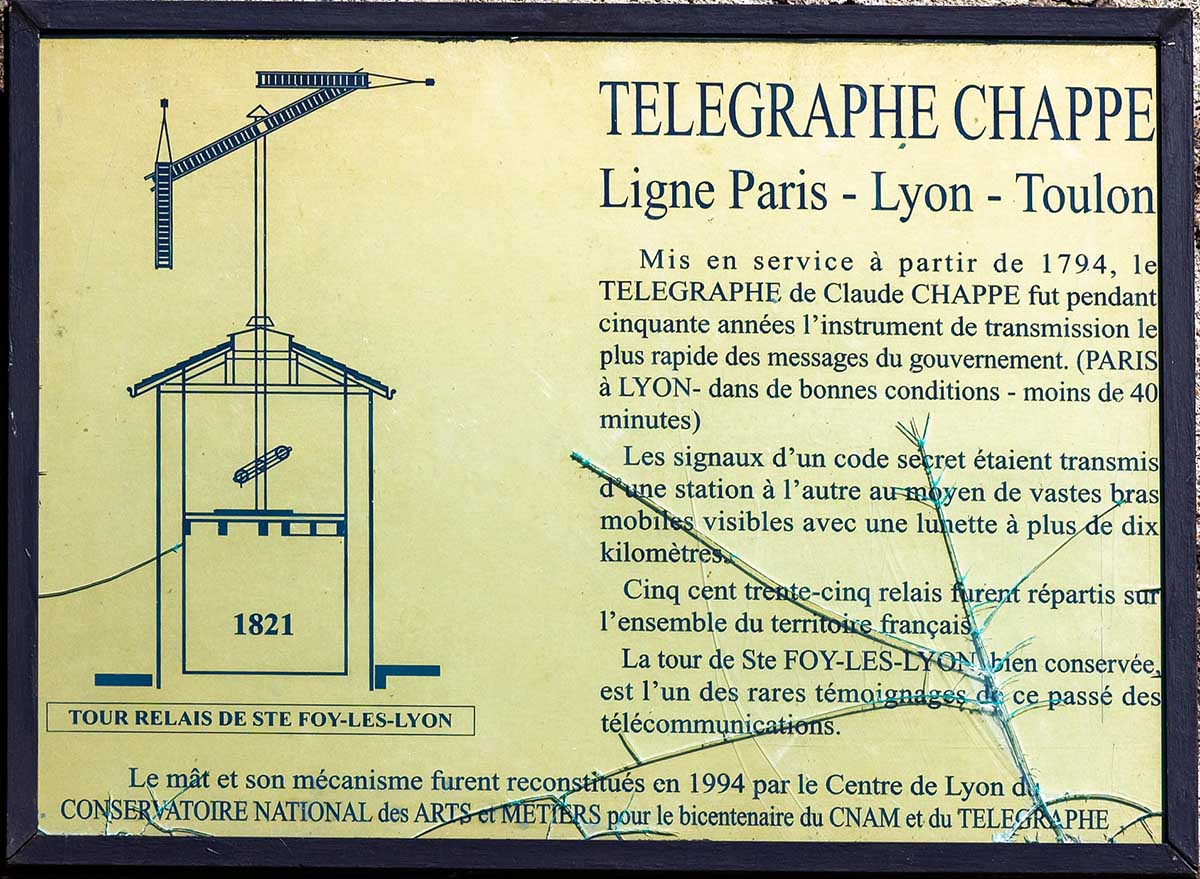 TELEGRAPHE CHAPPE
Ligne Paris - Lyon - Toulon
Mis en service à partir de 1794, le
TELEGRAPHE de Claude CHAPPE fut pendant
cinquante années l’instrument de transmission le
plus rapide des messages du gouvernement. (PARIS
à LYON- dans de bonnes conditions - moins de 40
minutes)
Les signaux d’un code secret étaient transmis
d’une station à l’autre au moyen de vastes bras
mobiles visibles avec une lunette à plus de dix
kilomètres.
Cinq cent trente-cinq relais furent répartis sur
l’ensemble du territoire français.
La tour de Ste FOY-LES-LYON, bien conservée,
est l’un des rares témoignages de ce passé des
télécommunications.
1821
TOUR RELAIS DE STE FOY-LES-LYON
Le mât et son mécanisme furent reconstitués en 1994 par le Centre de Lyon du
CONSERVATOIRE NATIONAL des ARTS et METIERS pour le bicentenaire du CNAM et du TELEGRAPHE